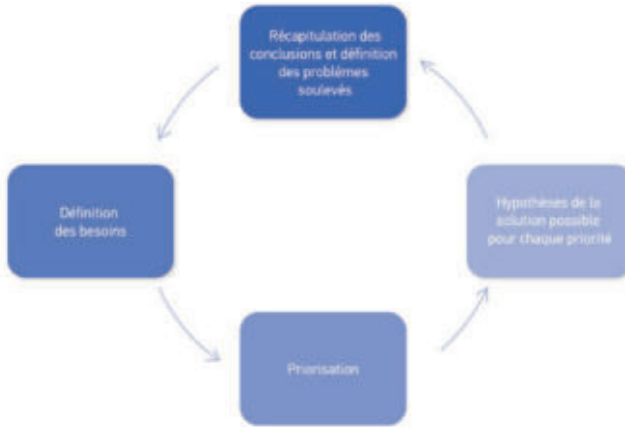 Récapitulation des
conclusions et définition
des problèmes
soulevés
Définition
des besoins
Priorisation
Hypothèses de la
solution possible
pour chaque priorité